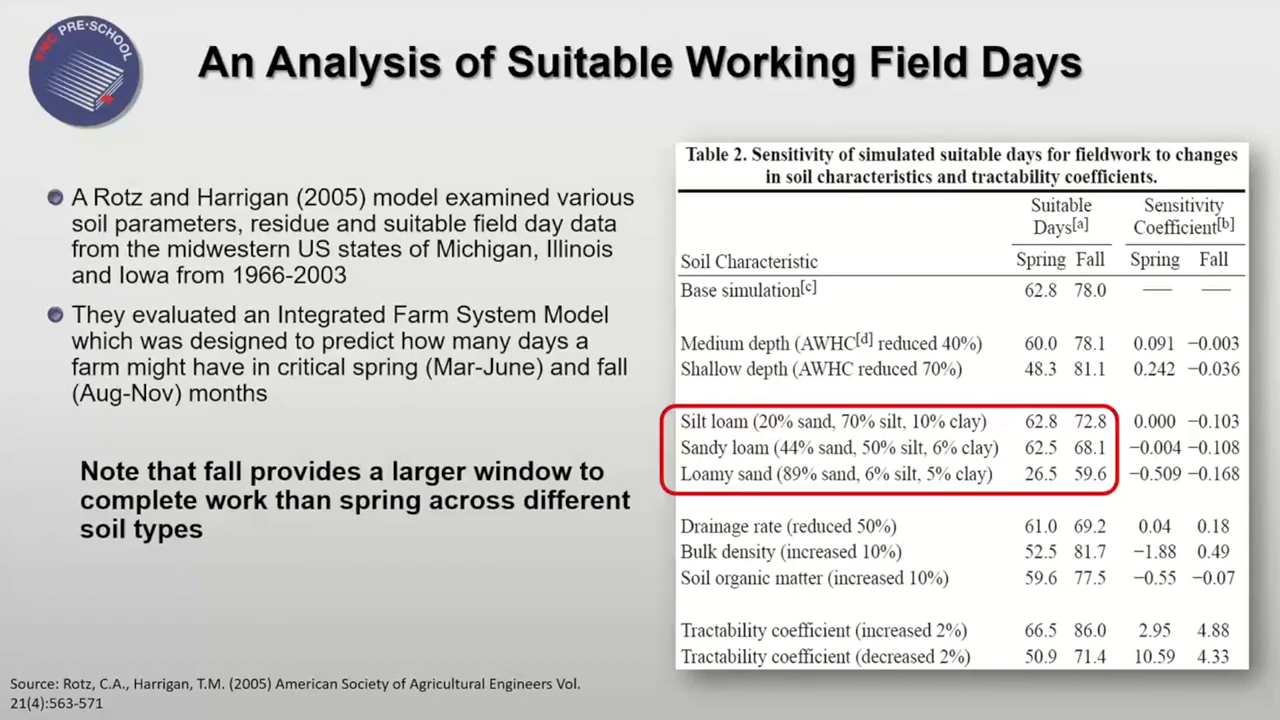 FMC PRE-SCHOOL
An Analysis of Suitable Working Field Days
A Rotz and Harrigan (2005) model examined various
soil parameters, residue and suitable field day data
from the midwestern US states of Michigan, Illinois
and Iowa from 1966-2003
They evaluated an Integrated Farm System Model
which was designed to predict how many days a
farm might have in critical spring (Mar-June) and fall
(Aug-Nov) months
Note that fall provides a larger window to
complete work than spring across different
soil types
Source: Rotz, C.A., Harrigan, T.M. (2005) American Society of Agricultural Engineers Vol.
21(4):563-571
Table 2. Sensitivity of simulated suitable days for fieldwork to changes
in soil characteristics and tractability coefficients.
Suitable Sensitivity
Days[a] Coefficient[b]
Soil Characteristic Spring Fall Spring Fall
Base simulation[c] 62.8 78.0 — —
Medium depth (AWHC[d] reduced 40%) 60.0 78.1 0.091 −0.003
Shallow depth (AWHC reduced 70%) 48.3 81.1 0.242 −0.036
Silt loam (20% sand, 70% silt, 10% clay) 62.8 72.8 0.000 −0.103
Sandy loam (44% sand, 50% silt, 6% clay) 62.5 68.1 −0.004 −0.108
Loamy sand (89% sand, 6% silt, 5% clay) 26.5 59.6 −0.509 −0.168
Drainage rate (reduced 50%) 61.0 69.2 0.04 0.18
Bulk density (increased 10%) 52.5 81.7 −1.88 0.49
Soil organic matter (increased 10%) 59.6 77.5 −0.55 −0.07
Tractability coefficient (increased 2%) 66.5 86.0 2.95 4.88
Tractability coefficient (decreased 2%) 50.9 71.4 10.59 4.33